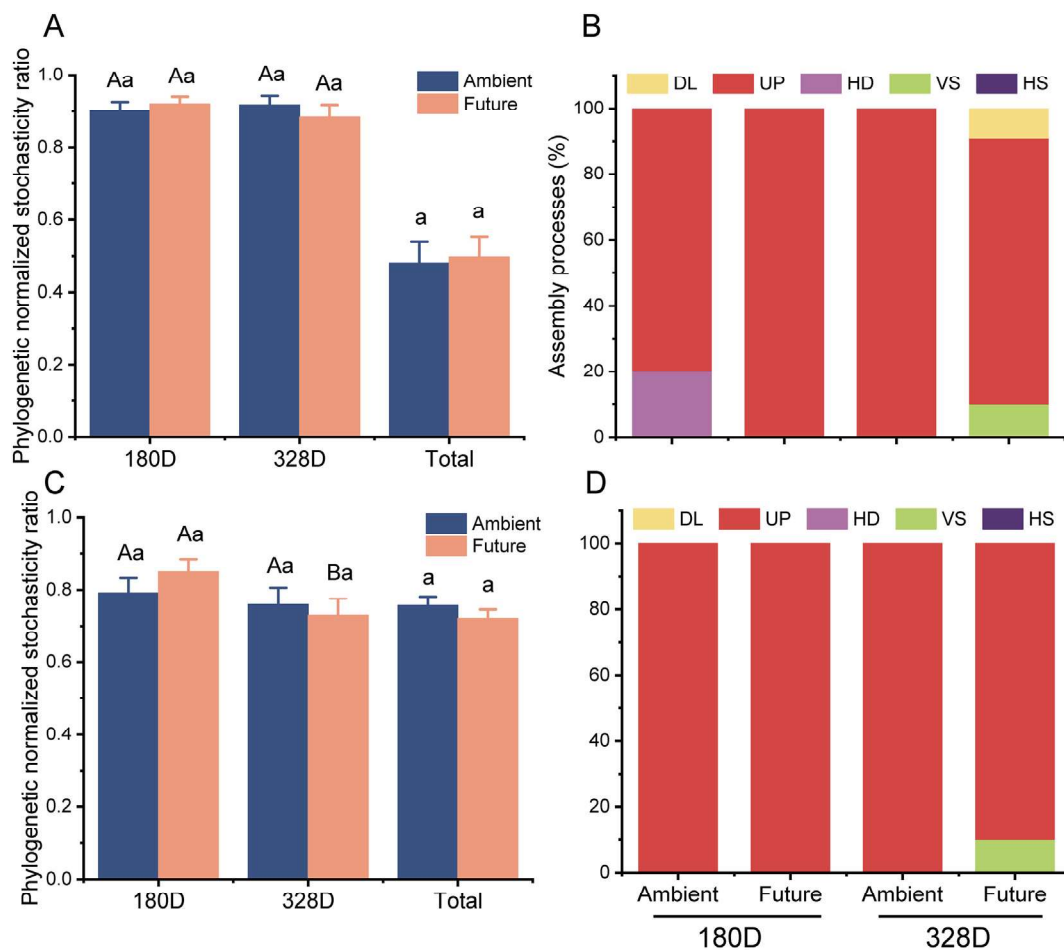 A
Phylogenetic normalized stochasticity ratio
1.0
0.8
0.6
0.4
0.2
0.0
Aa Aa Aa Aa a a
Ambient
Future
180D 328D Total
B
DL UP HD VS HS
Assembly processes (%)
100
80
60
40
20
0
C
Phylogenetic normalized stochasticity ratio
1.0
0.8
0.6
0.4
0.2
0.0
Aa Aa Aa Ba a a
Ambient
Future
180D 328D Total
D
DL UP HD VS HS
100
80
60
40
20
0
Ambient Future Ambient Future
180D 328D